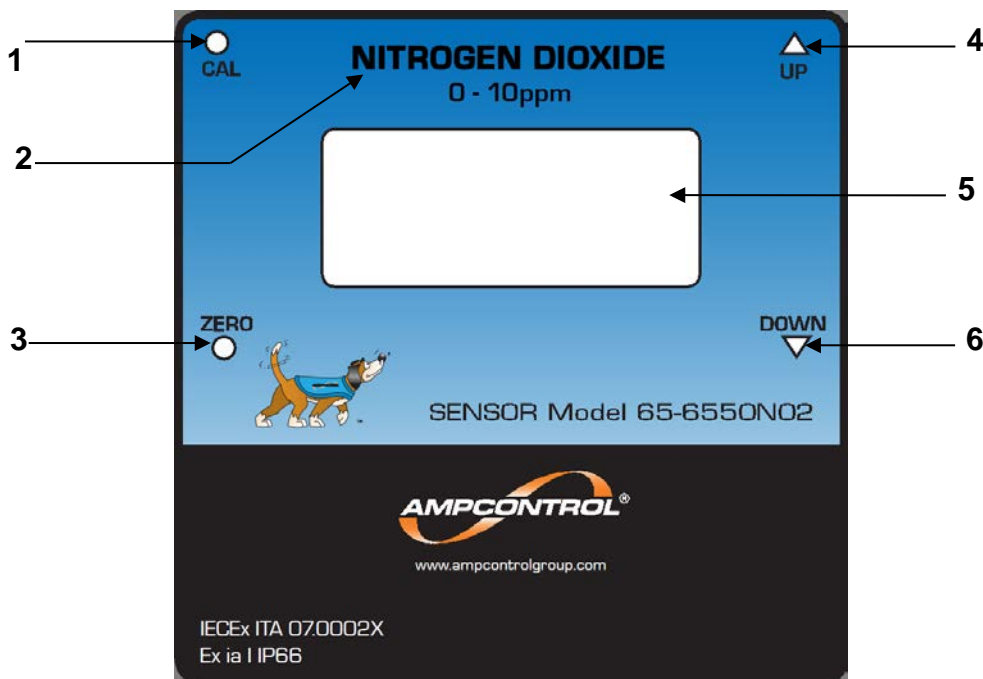 1
CAL
NITROGEN DIOXIDE
0 - 10ppm
UP
4
2
5
ZERO
3
DOWN
6
SENSOR Model 65-6550NO2
AMPCONTROL®
www.ampcontrolgroup.com
IECEx ITA 07.0002X
Ex ia I IP66